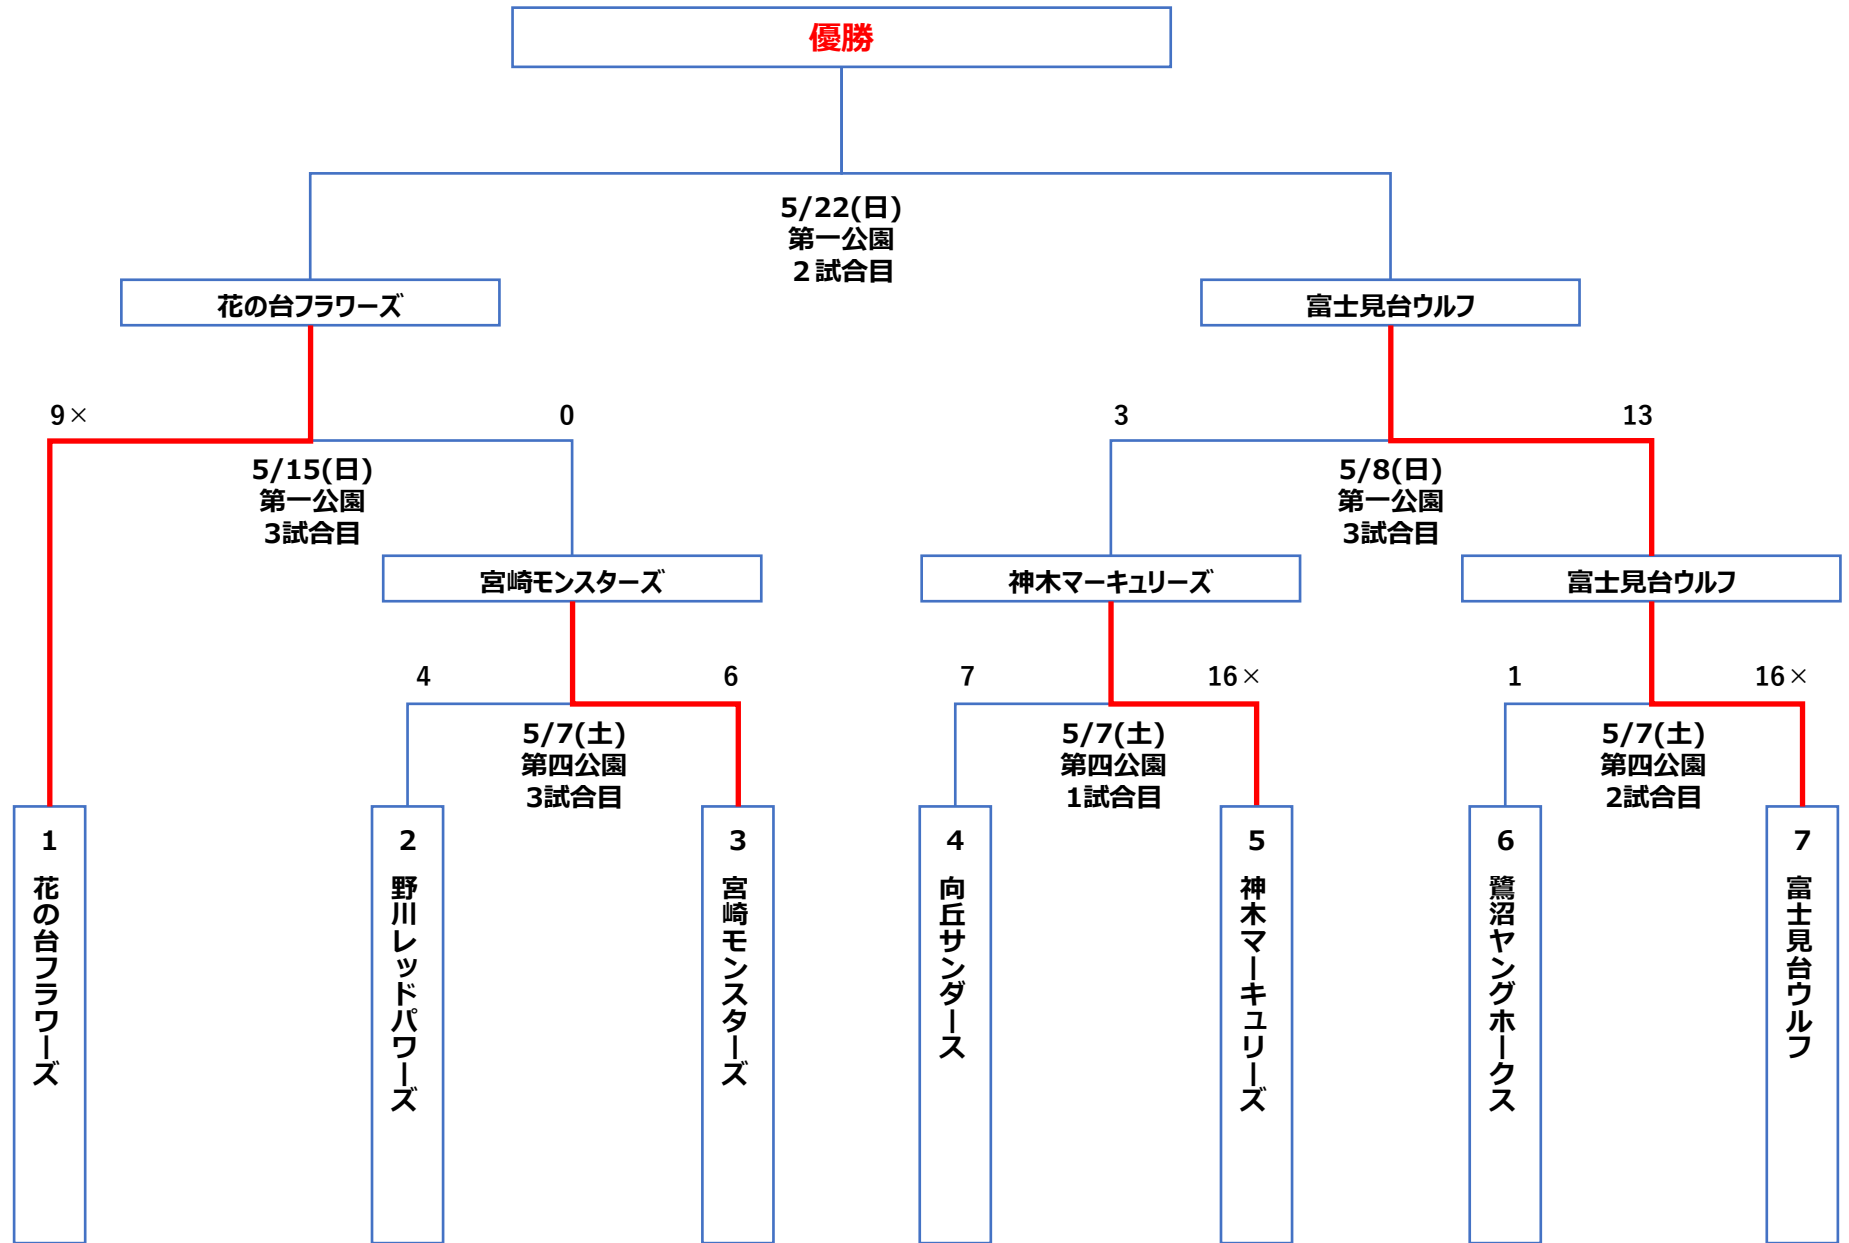 優勝
5/22(日)
第一公園
２試合目
花の台フラワーズ
富士見台ウルフ
9×
0
3
13
5/15(日)
第一公園
3試合目
5/8(日)
第一公園
3試合目
宮崎モンスターズ
神木マーキュリーズ
富士見台ウルフ
4
6
7
16×
1
16×
5/7(土)
第四公園
3試合目
5/7(土)
第四公園
1試合目
5/7(土)
第四公園
2試合目
1 花の台フラワーズ
2 野川レッドパワーズ
3 宮崎モンスターズ
4 向丘サンダース
5 神木マーキュリーズ
6 鷺沼ヤングホークス
7 富士見台ウルフ